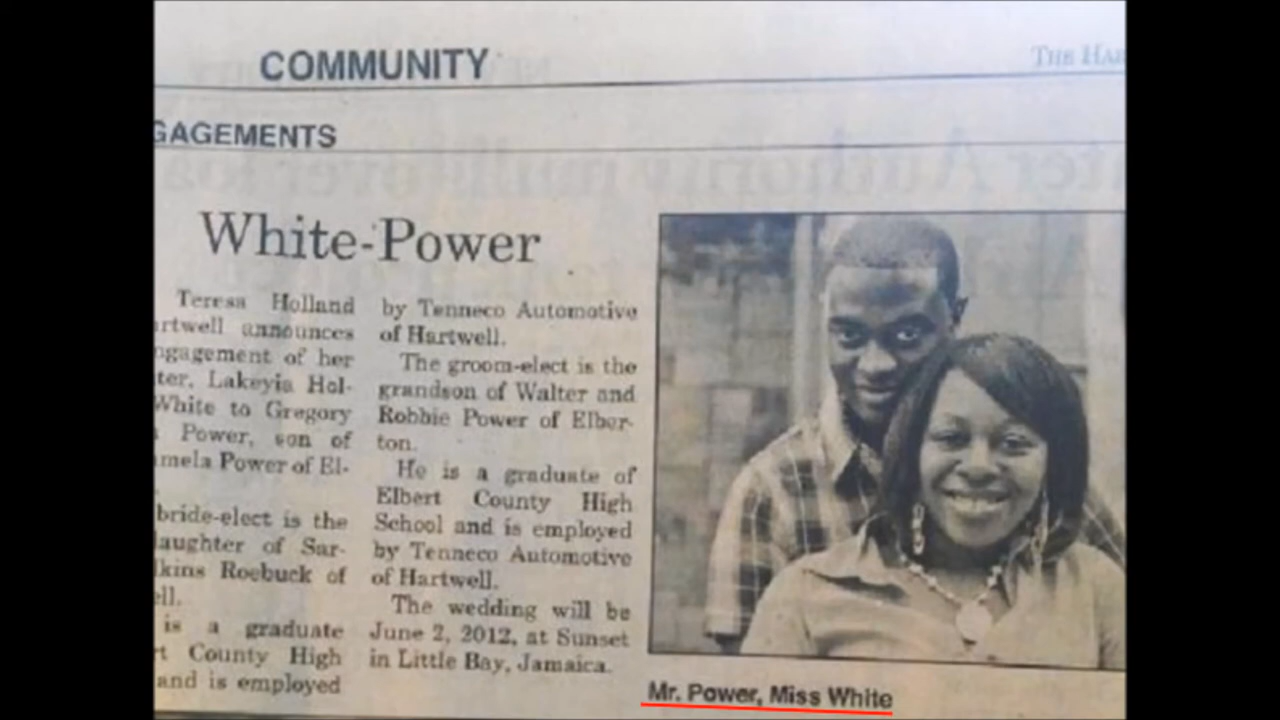 COMMUNITY
THE HA
GAGEMENTS
White-Power
Teresa Holland
rtwell announces
ngagement of her
ter, Lakeyia Hol-
White to Gregory
Power, son of
mela Power of El-
bride-elect is the
aughter of Sar-
kins Roebuck of
ell.
is a graduate
rt County High
and is employed
by Tenneco Automotive
of Hartwell.
The groom-elect is the
grandson of Walter and
Robbie Power of Elber-
ton.
He is a graduate of
Elbert County High
School and is employed
by Tenneco Automotive
of Hartwell.
The wedding will be
June 2, 2012, at Sunset
in Little Bay, Jamaica.
Mr. Power, Miss White